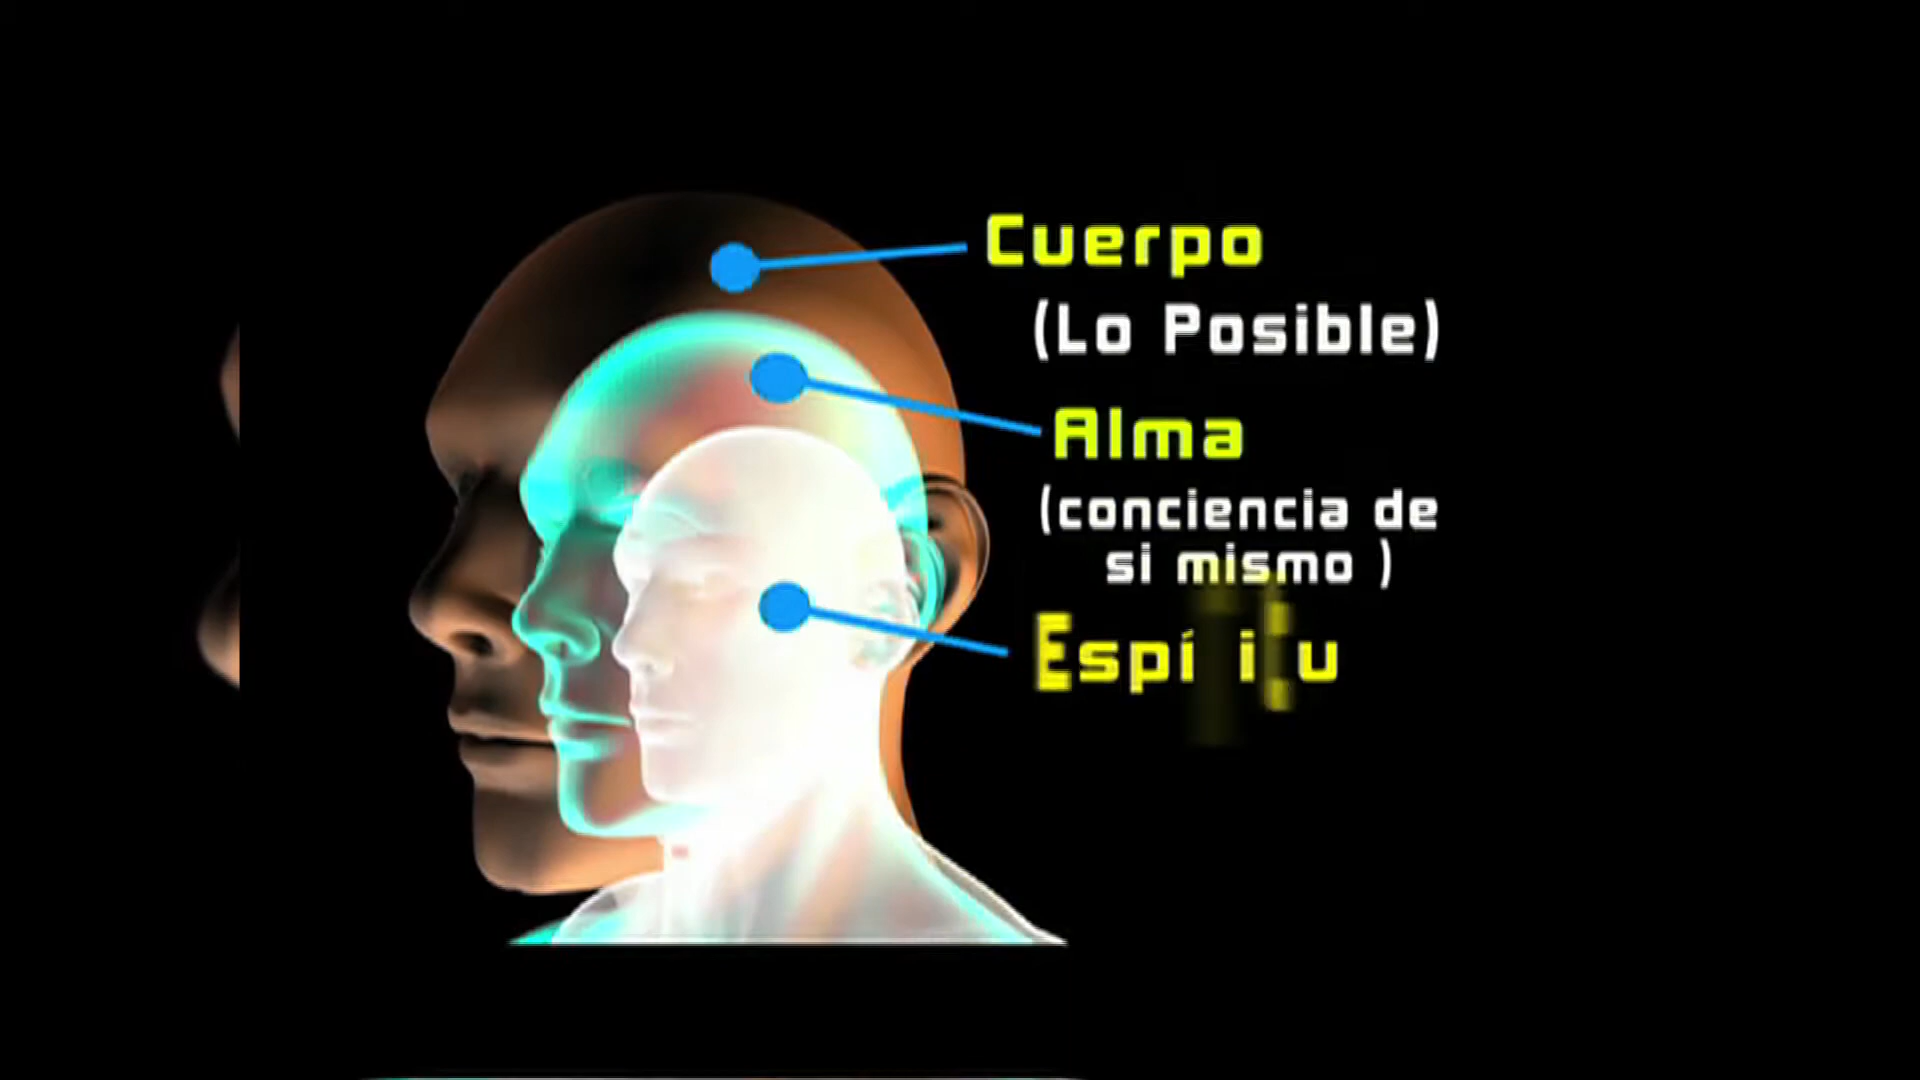 Cuerpo
(Lo Posible)
Alma
(conciencia de
si mismo )